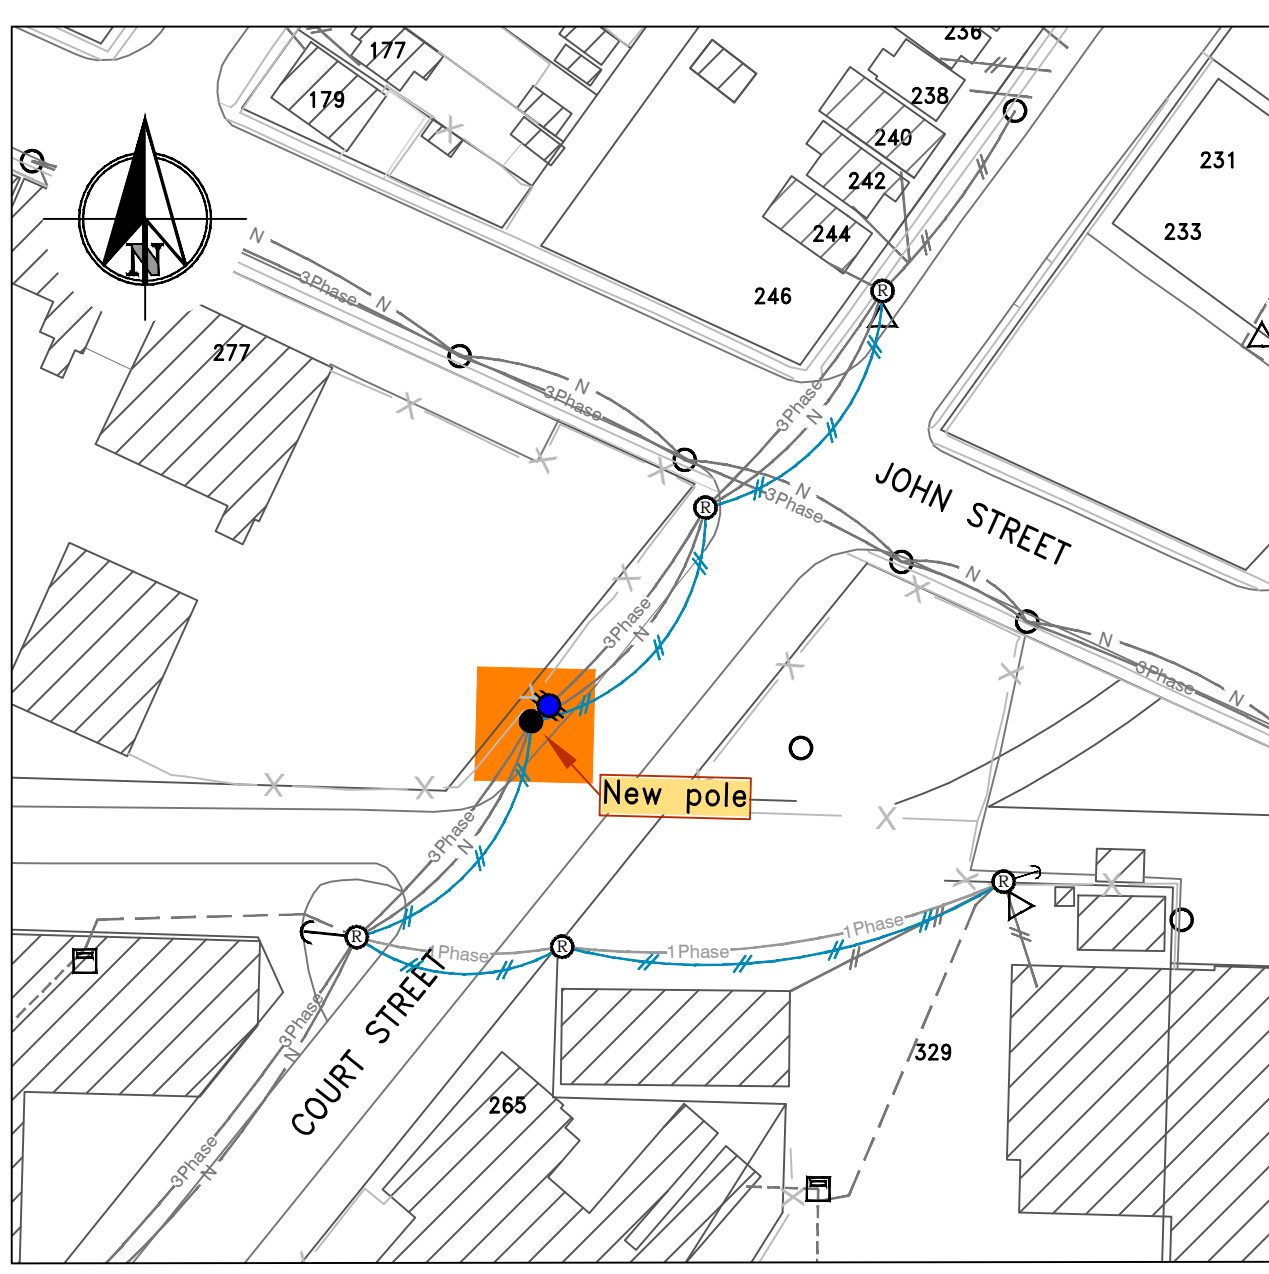 236
177
238
179
240
231
242
N
233
244
3Phase
N
246
277
N
3Phase
3Phase
N
R
N
3Phase
JOHN STREET
R
N
3Phase
N
N
3Phase
N
New pole
3Phase
N
R
1Phase
R
1Phase
1Phase
R
3Phase
N
COURT STREET
329
265
3Phase
N